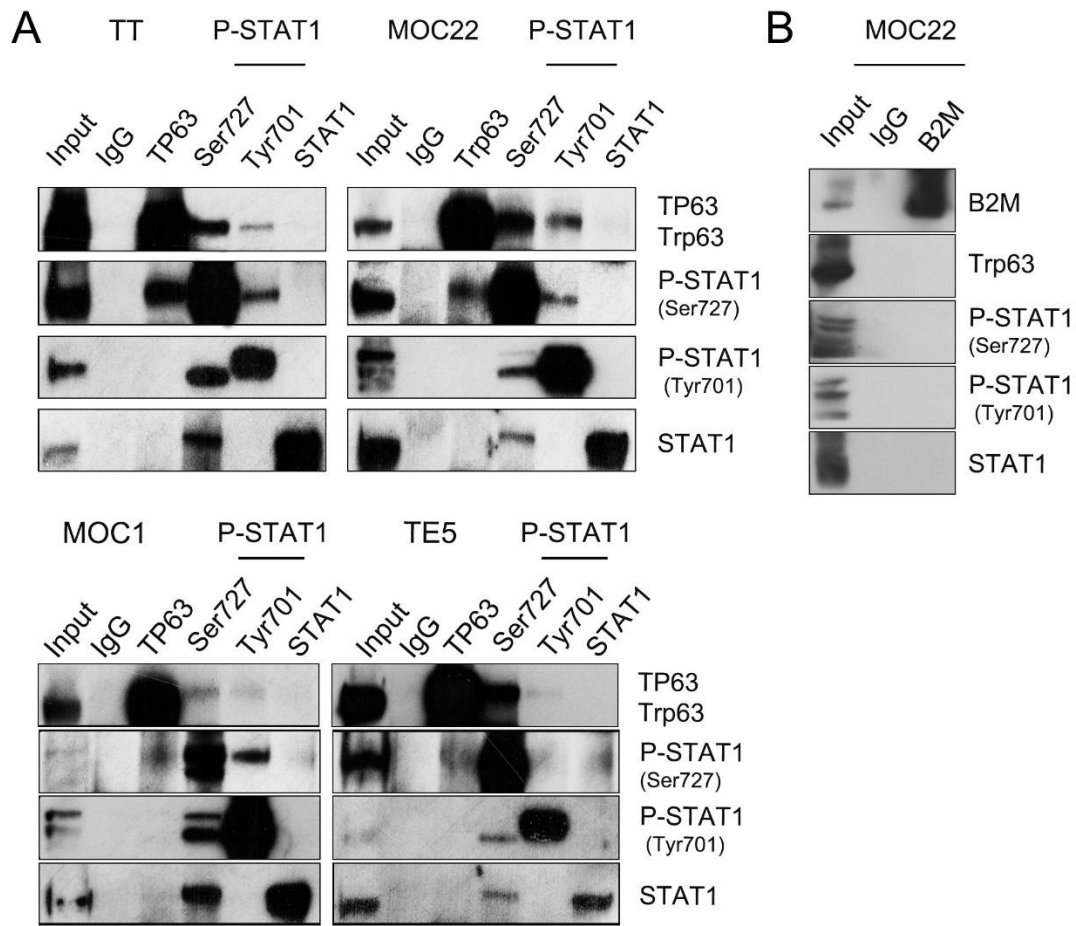 A
TT P-STAT1 MOC22 P-STAT1
Input IgG TP63 Ser727 Tyr701 STAT1 Input IgG Trp63 Ser727 Tyr701 STAT1
TP63
Trp63
P-STAT1
(Ser727)
P-STAT1
(Tyr701)
STAT1
B
MOC22
Input IgG B2M
B2M
Trp63
P-STAT1
(Ser727)
P-STAT1
(Tyr701)
STAT1
MOC1 P-STAT1 TE5 P-STAT1
Input IgG TP63 Ser727 Tyr701 STAT1 Input IgG TP63 Ser727 Tyr701 STAT1
TP63
Trp63
P-STAT1
(Ser727)
P-STAT1
(Tyr701)
STAT1